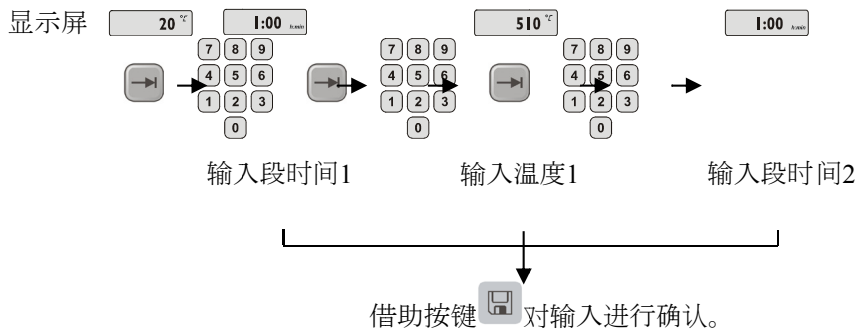 显示屏 20 °C 1:00 h:min 510 °C 1:00 h:min
7 8 9 7 8 9 7 8 9
4 5 6 4 5 6 4 5 6
1 2 3 1 2 3 1 2 3
0 0 0
输入段时间1 输入温度1 输入段时间2
借助按键 对输入进行确认。